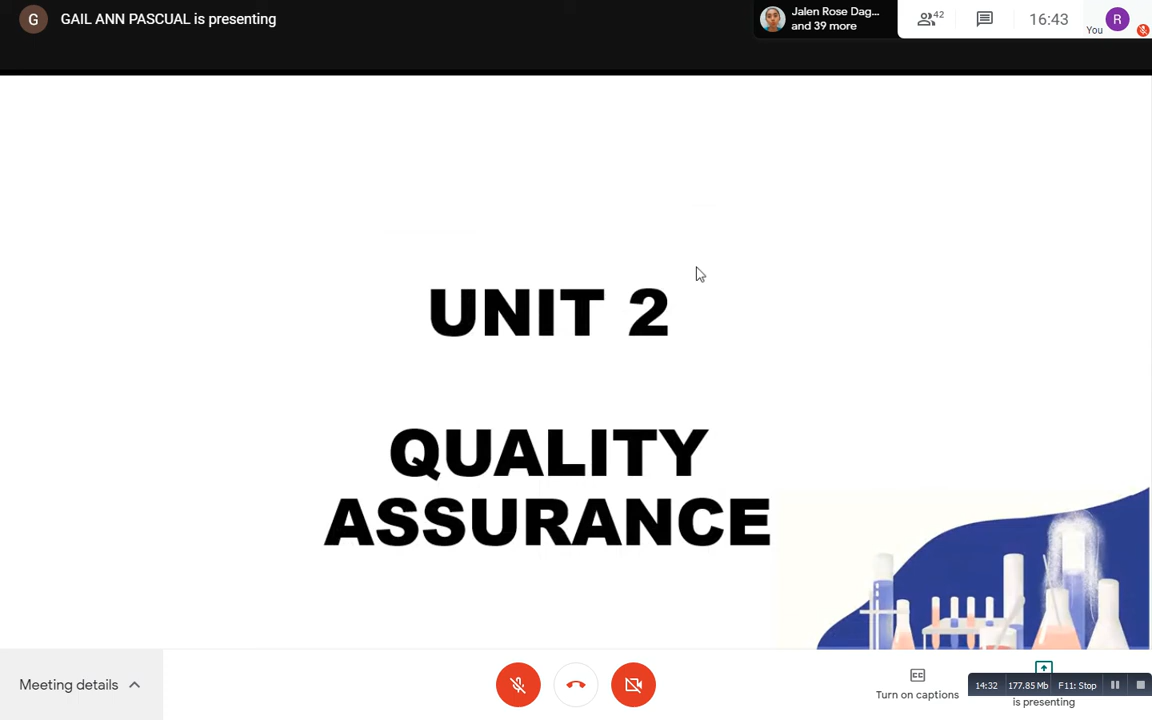 G
GAIL ANN PASCUAL is presenting
Jalen Rose Dag...
and 39 more
42
16:43
You
R
UNIT 2
QUALITY
ASSURANCE
Meeting details
CC
Turn on captions
14:32
177.85 Mb
F11: Stop
is presenting